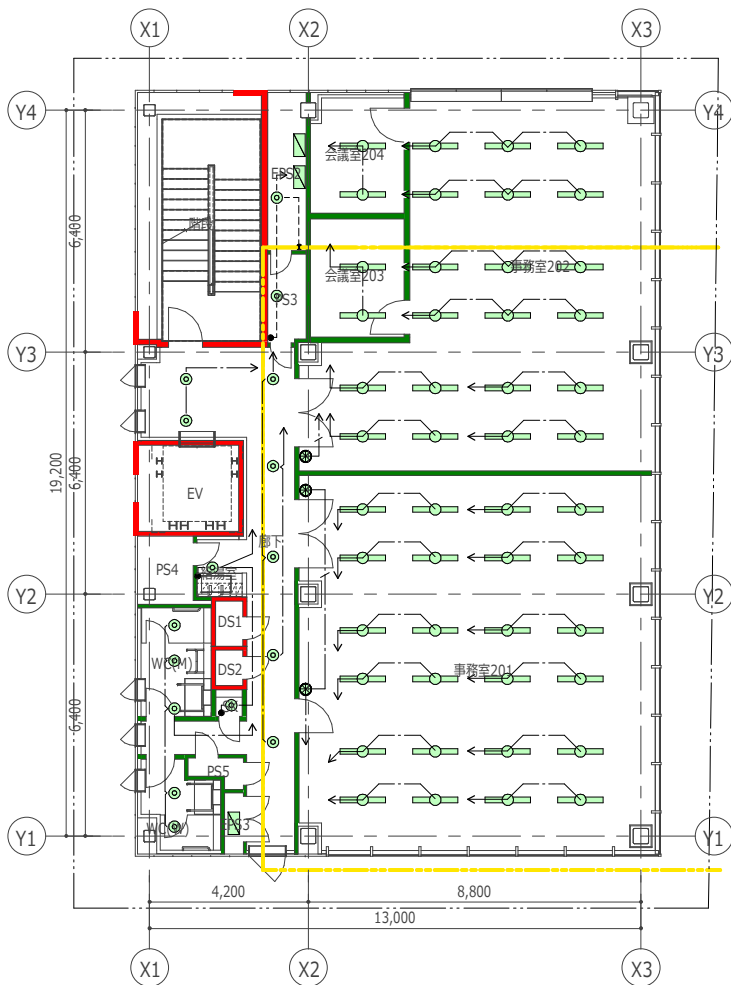 X1
X2
X3
Y4
Y4
会議室204
EPS2
階段
会議室203
事務室202
6,400
PS3
Y3
Y3
19,200
6,400
EV
廊下
PS4
Y2
Y2
DS1
DS2
WC(M)
事務室201
6,400
PS5
EPS3
WC(W)
Y1
Y1
4,200
8,800
13,000
X1
X2
X3